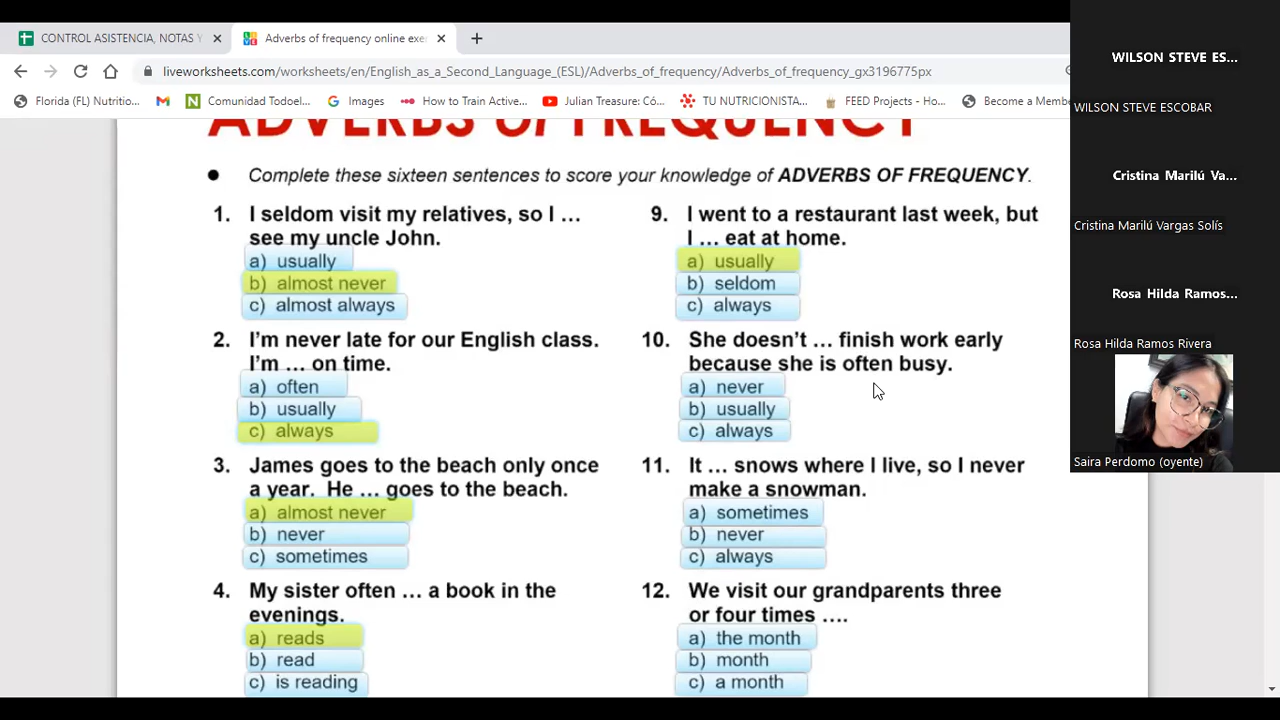 CONTROL ASISTENCIA, NOTAS Y
Adverbs of frequency online exe
liveworksheets.com/worksheets/en/English_as_a_Second_Language_(ESL)/Adverbs_of_frequency/Adverbs_of_frequency_gx3196775px
Florida (FL) Nutritio...
Comunidad Todoel...
Images
How to Train Active...
Julian Treasure: Có...
TU NUTRICIONISTA...
FEED Projects - Ho...
Become a Membe
ADVERBS OF FREQUENCY
Complete these sixteen sentences to score your knowledge of ADVERBS OF FREQUENCY.
1. I seldom visit my relatives, so I …
see my uncle John.
a) usually
b) almost never
c) almost always
2. I'm never late for our English class.
I'm … on time.
a) often
b) usually
c) always
3. James goes to the beach only once
a year. He … goes to the beach.
a) almost never
b) never
c) sometimes
4. My sister often … a book in the
evenings.
a) reads
b) read
c) is reading
9. I went to a restaurant last week, but
I … eat at home.
a) usually
b) seldom
c) always
10. She doesn't … finish work early
because she is often busy.
a) never
b) usually
c) always
11. It … snows where I live, so I never
make a snowman.
a) sometimes
b) never
c) always
12. We visit our grandparents three
or four times ….
a) the month
b) month
c) a month
WILSON STEVE ES...
WILSON STEVE ESCOBAR
Cristina Marilú Va...
Cristina Marilú Vargas Solís
Rosa Hilda Ramos...
Rosa Hilda Ramos Rivera
Saira Perdomo (oyente)